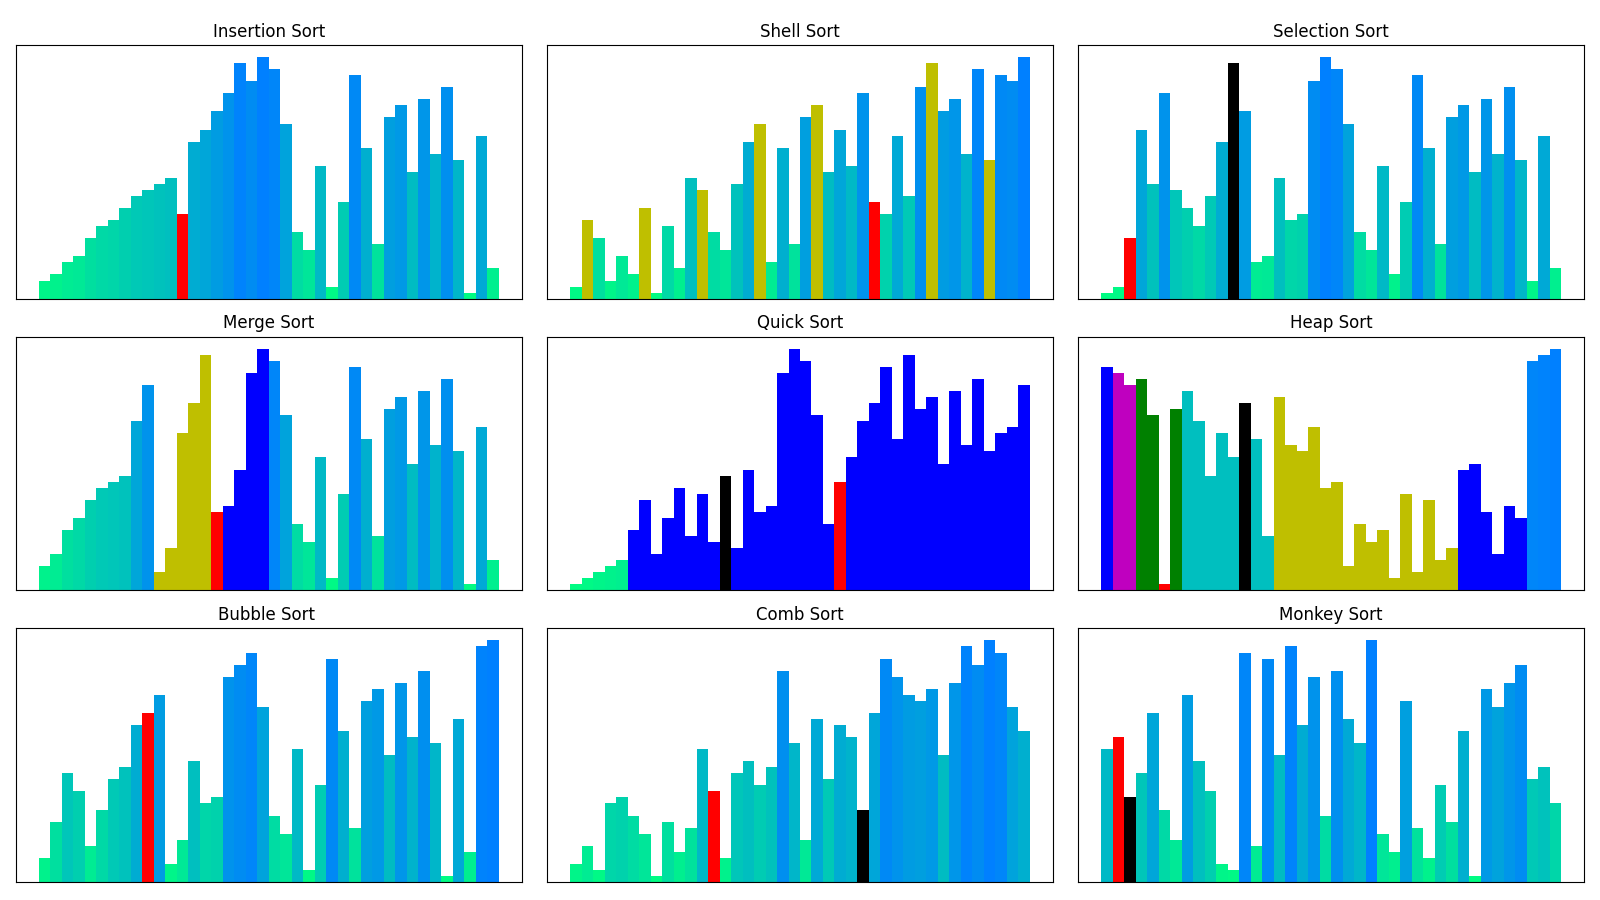 Insertion Sort
Shell Sort
Selection Sort
Merge Sort
Quick Sort
Heap Sort
Bubble Sort
Comb Sort
Monkey Sort